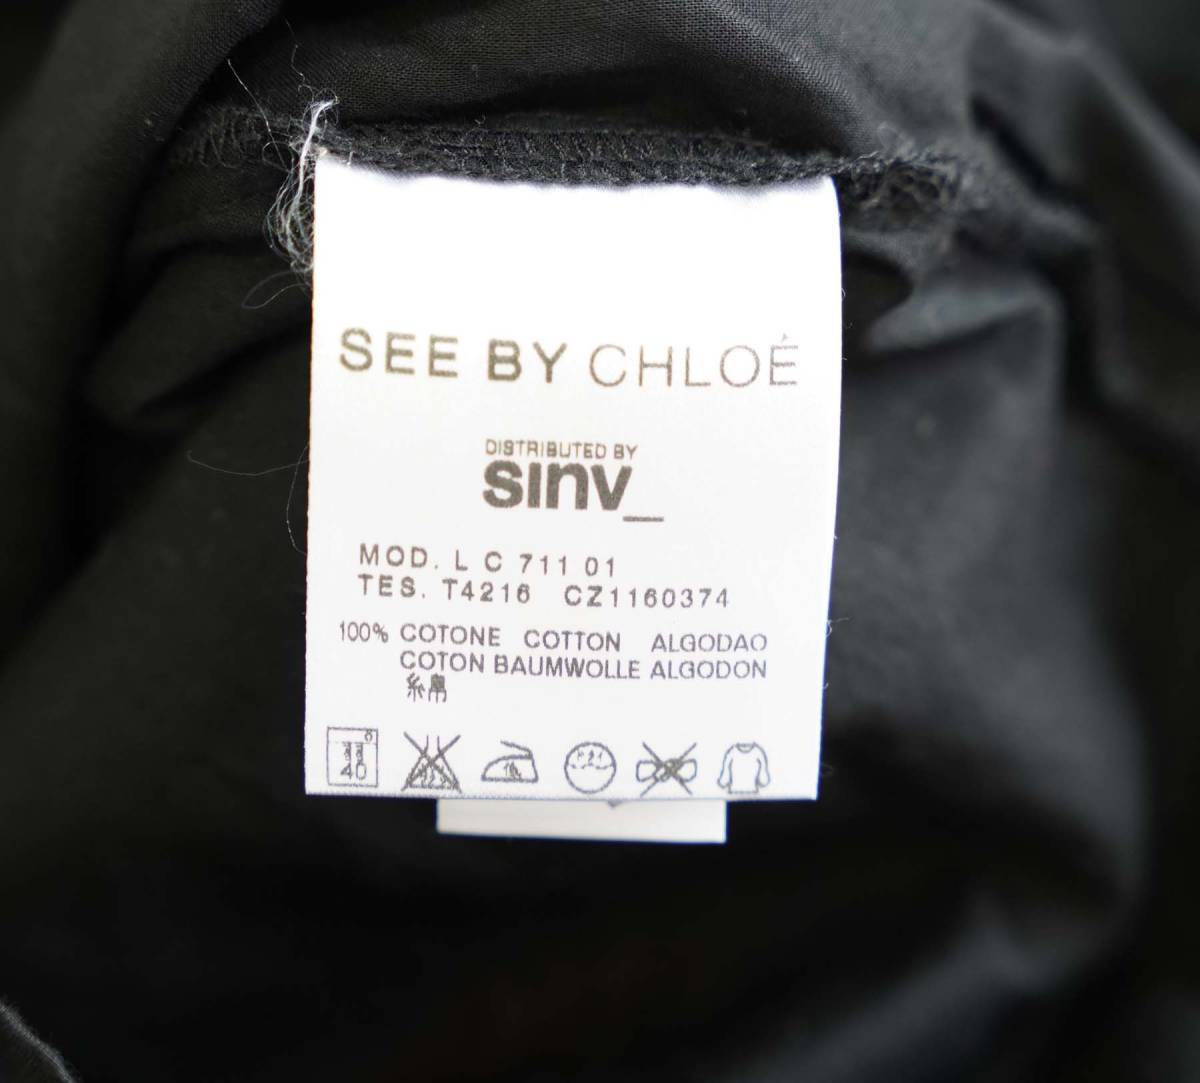 SEE BY CHLOÉ
DISTRIBUTED BY
sinv_
MOD. L C 711 01
TES. T4216 CZ1160374
100% COTONE COTTON ALGODAO
COTON BAUMWOLLE ALGODON
40